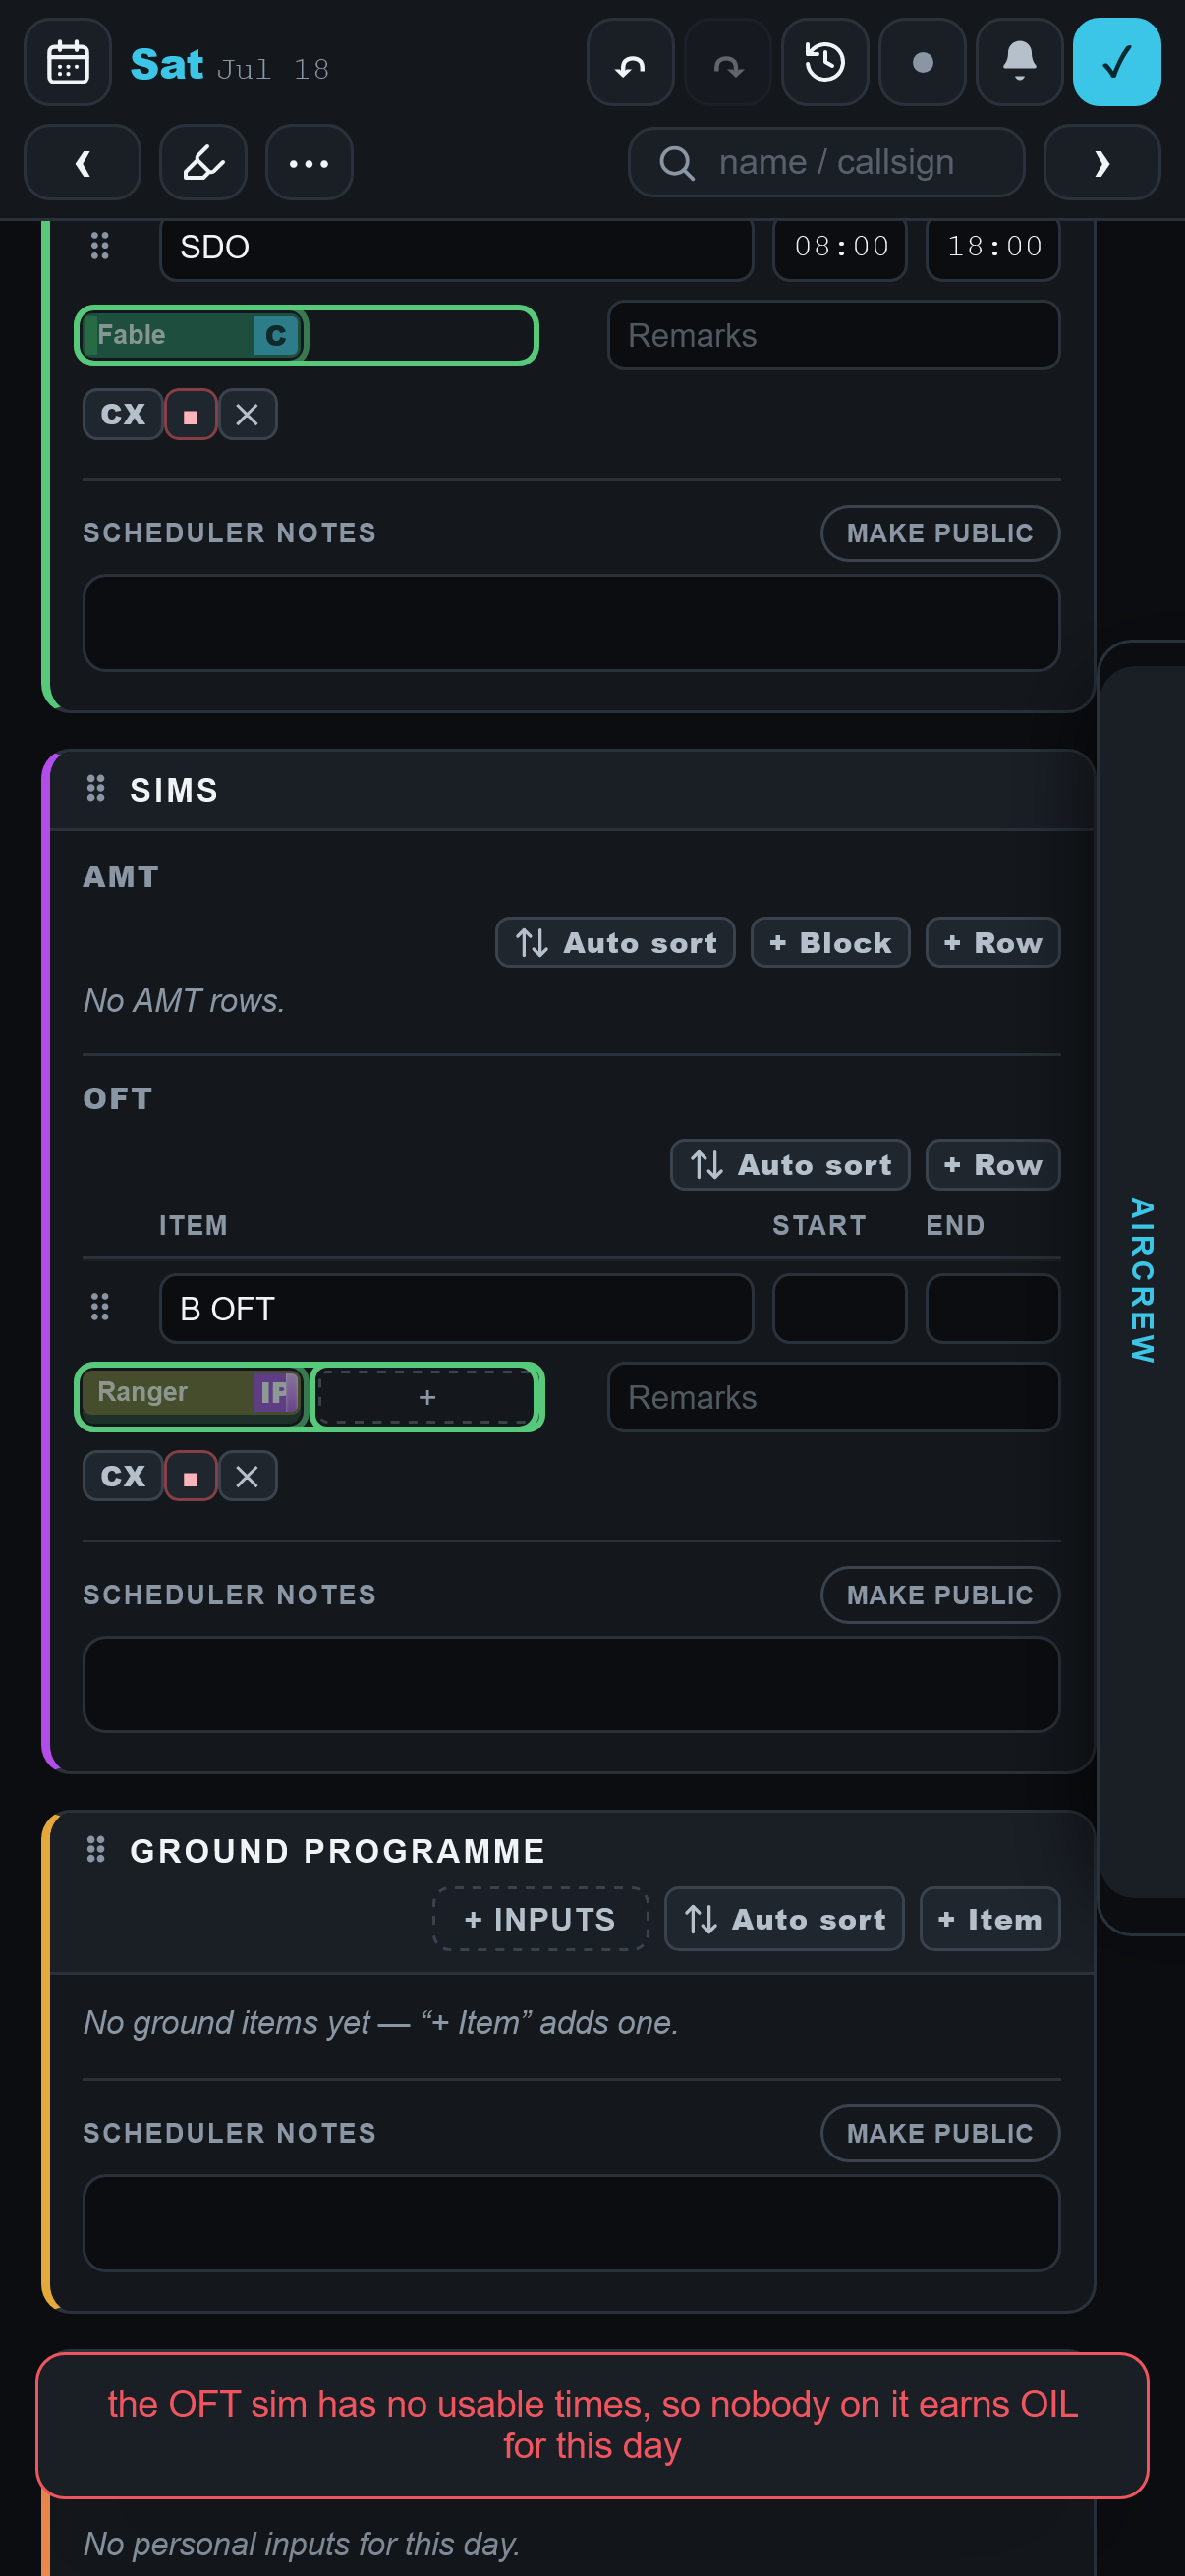 Sat Jul 18
name / callsign
SDO 08:00 18:00
Fable C Remarks
CX
SCHEDULER NOTES MAKE PUBLIC
SIMS
AMT
Auto sort + Block + Row
No AMT rows.
OFT
Auto sort + Row
ITEM START END
B OFT
Ranger IP + Remarks
CX
SCHEDULER NOTES MAKE PUBLIC
AIRCREW
GROUND PROGRAMME
+ INPUTS Auto sort + Item
No ground items yet — “+ Item” adds one.
SCHEDULER NOTES MAKE PUBLIC
the OFT sim has no usable times, so nobody on it earns OIL
for this day
No personal inputs for this day.